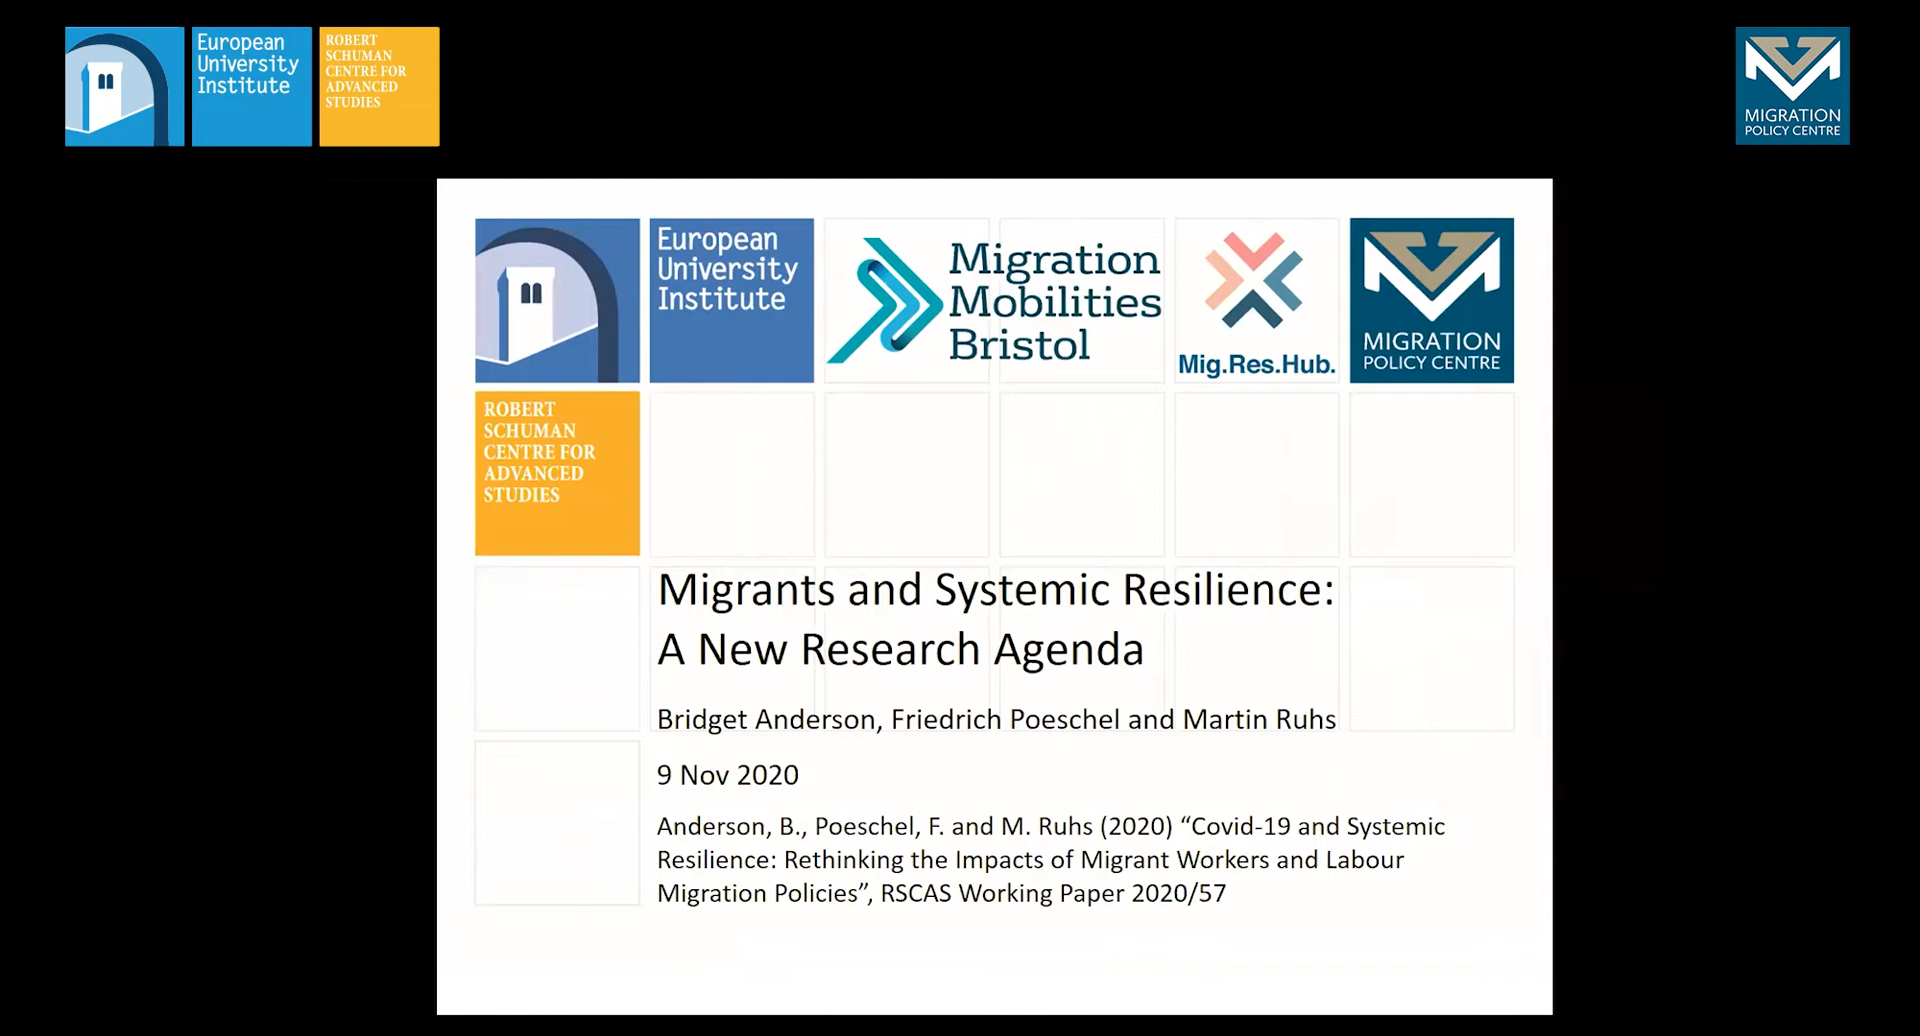 European
University
Institute
ROBERT
SCHUMAN
CENTRE FOR
ADVANCED
STUDIES
MIGRATION
POLICY CENTRE
European
University
Institute
Migration
Mobilities
Bristol
Mig.Res.Hub.
MIGRATION
POLICY CENTRE
ROBERT
SCHUMAN
CENTRE FOR
ADVANCED
STUDIES
Migrants and Systemic Resilience:
A New Research Agenda
Bridget Anderson, Friedrich Poeschel and Martin Ruhs
9 Nov 2020
Anderson, B., Poeschel, F. and M. Ruhs (2020) “Covid-19 and Systemic
Resilience: Rethinking the Impacts of Migrant Workers and Labour
Migration Policies”, RSCAS Working Paper 2020/57